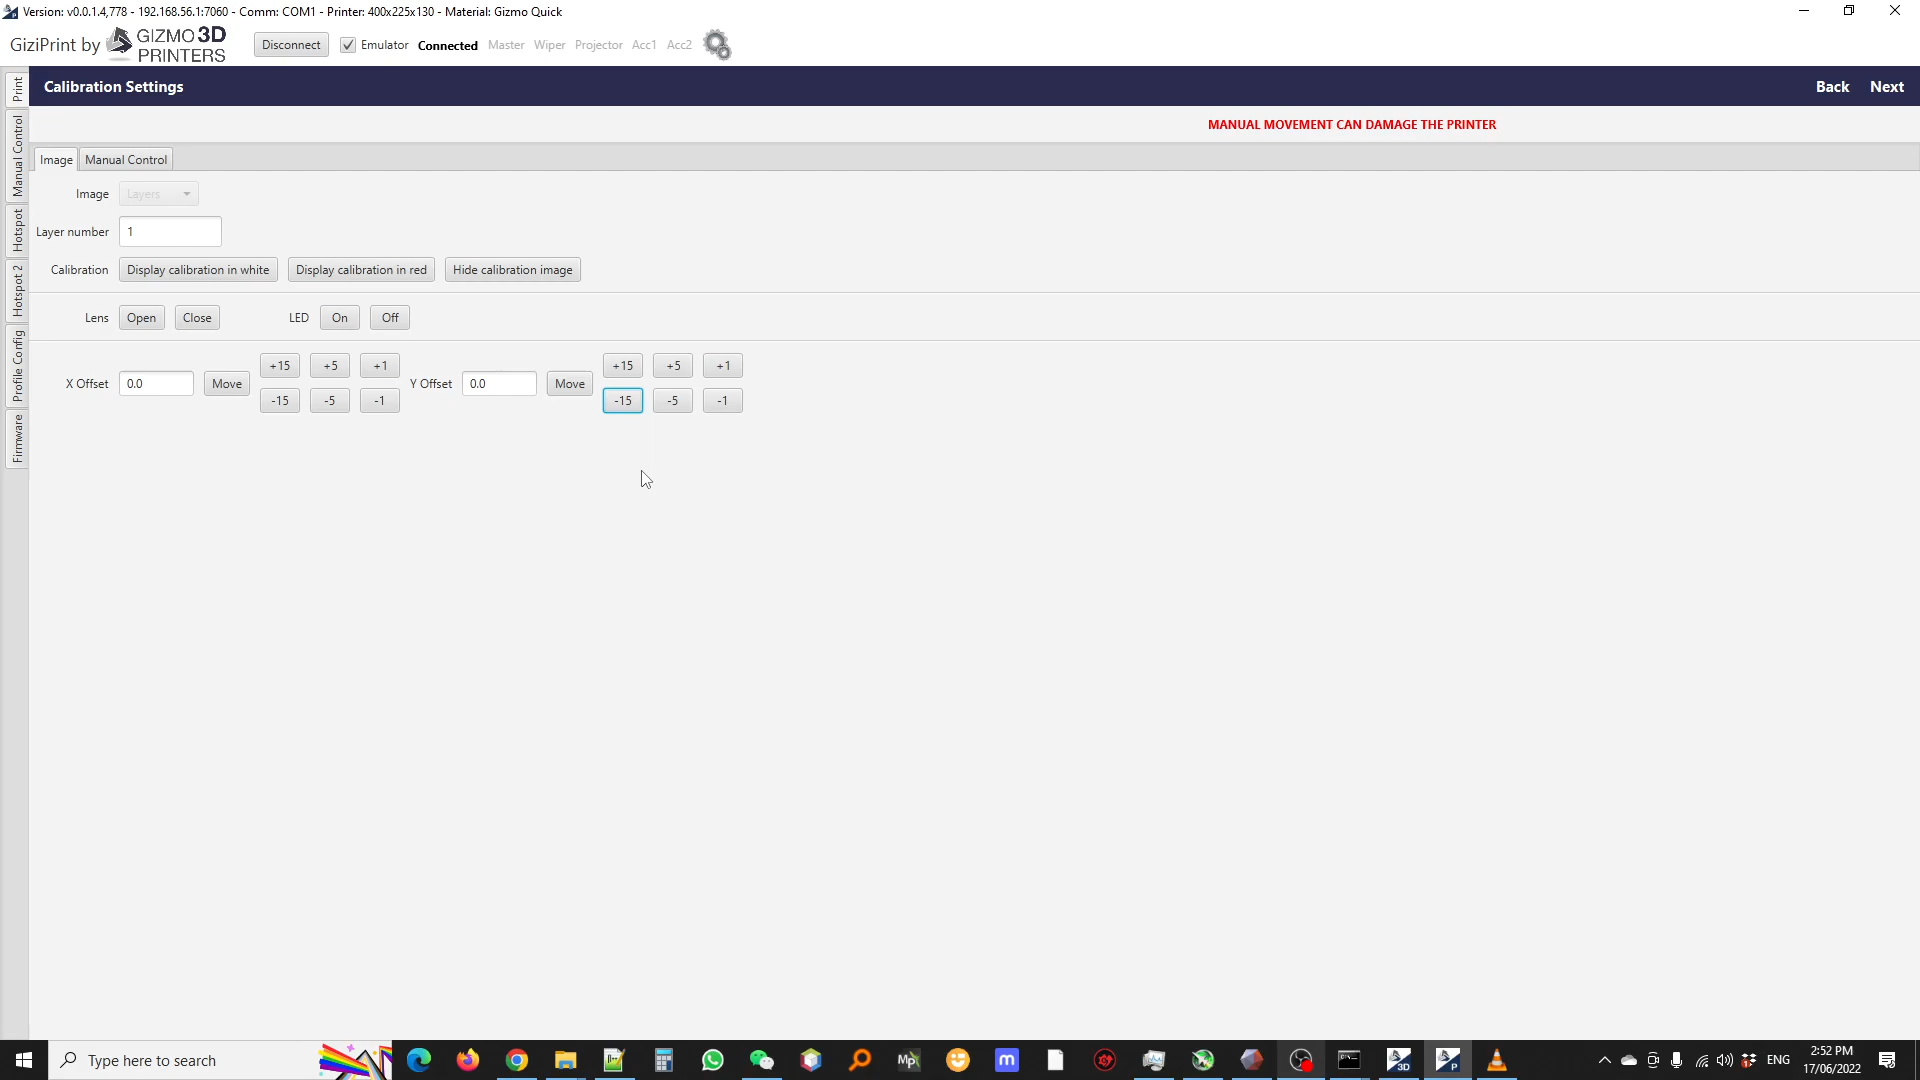 Version: v0.0.1.4,778 - 192.168.56.1:7060 - Comm: COM1 - Printer: 400x225x130 - Material: Gizmo Quick
GiziPrint by GIZMO 3D PRINTERS Disconnect Emulator Connected Master Wiper Projector Acc1 Acc2
Calibration Settings Back Next
MANUAL MOVEMENT CAN DAMAGE THE PRINTER
Print
Manual Control
Hotspot
Hotspot 2
Profile Config
Firmware
Image Manual Control
Image Layers
Layer number 1
Calibration Display calibration in white Display calibration in red Hide calibration image
Lens Open Close LED On Off
+15 +5 +1 +15 +5 +1
X Offset 0.0 Move Y Offset 0.0 Move
-15 -5 -1 -15 -5 -1
Type here to search
ENG
2:52 PM
17/06/2022